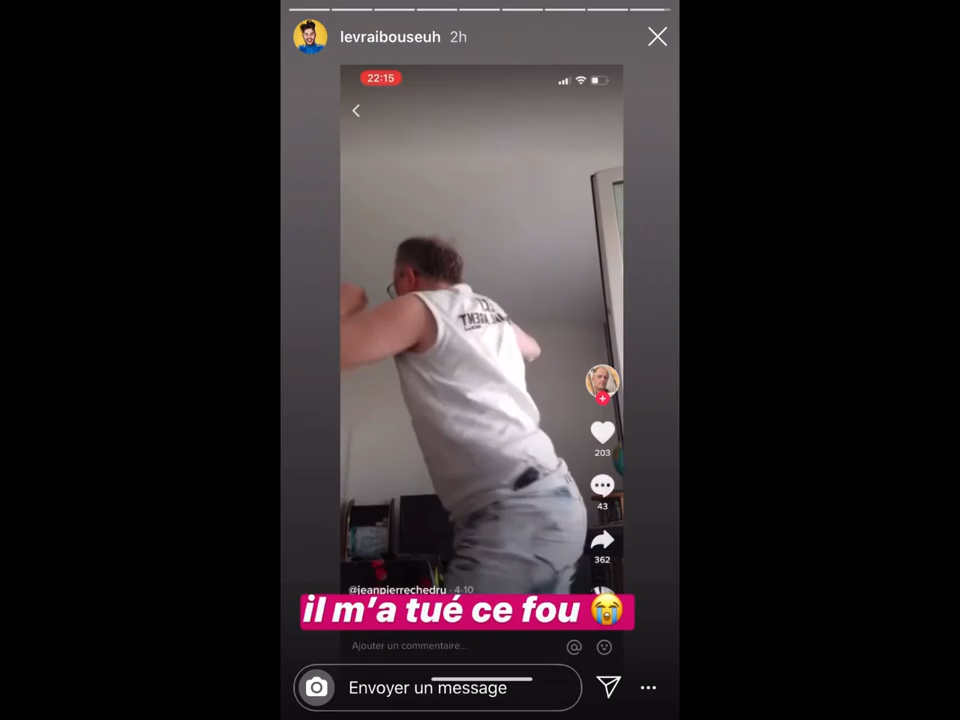 levraibouseuh 2h
22:15
203
43
362
@jeanpierrechedru · 4-10
il m'a tué ce fou 😭
Ajouter un commentaire...
Envoyer un message